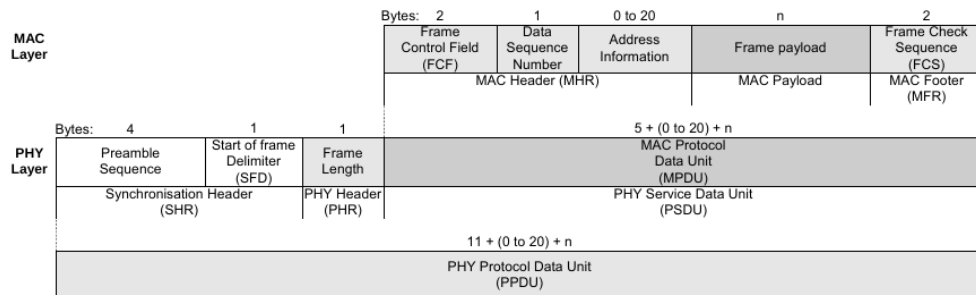 Bytes: 2 1 0 to 20 n 2
MAC
Layer
Frame
Control Field
(FCF)
Data
Sequence
Number
Address
Information
Frame payload
Frame Check
Sequence
(FCS)
MAC Header (MHR)
MAC Payload
MAC Footer
(MFR)
Bytes: 4 1 1 5 + (0 to 20) + n
PHY
Layer
Preamble
Sequence
Start of frame
Delimiter
(SFD)
Frame
Length
MAC Protocol
Data Unit
(MPDU)
Synchronisation Header
(SHR)
PHY Header
(PHR)
PHY Service Data Unit
(PSDU)
11 + (0 to 20) + n
PHY Protocol Data Unit
(PPDU)